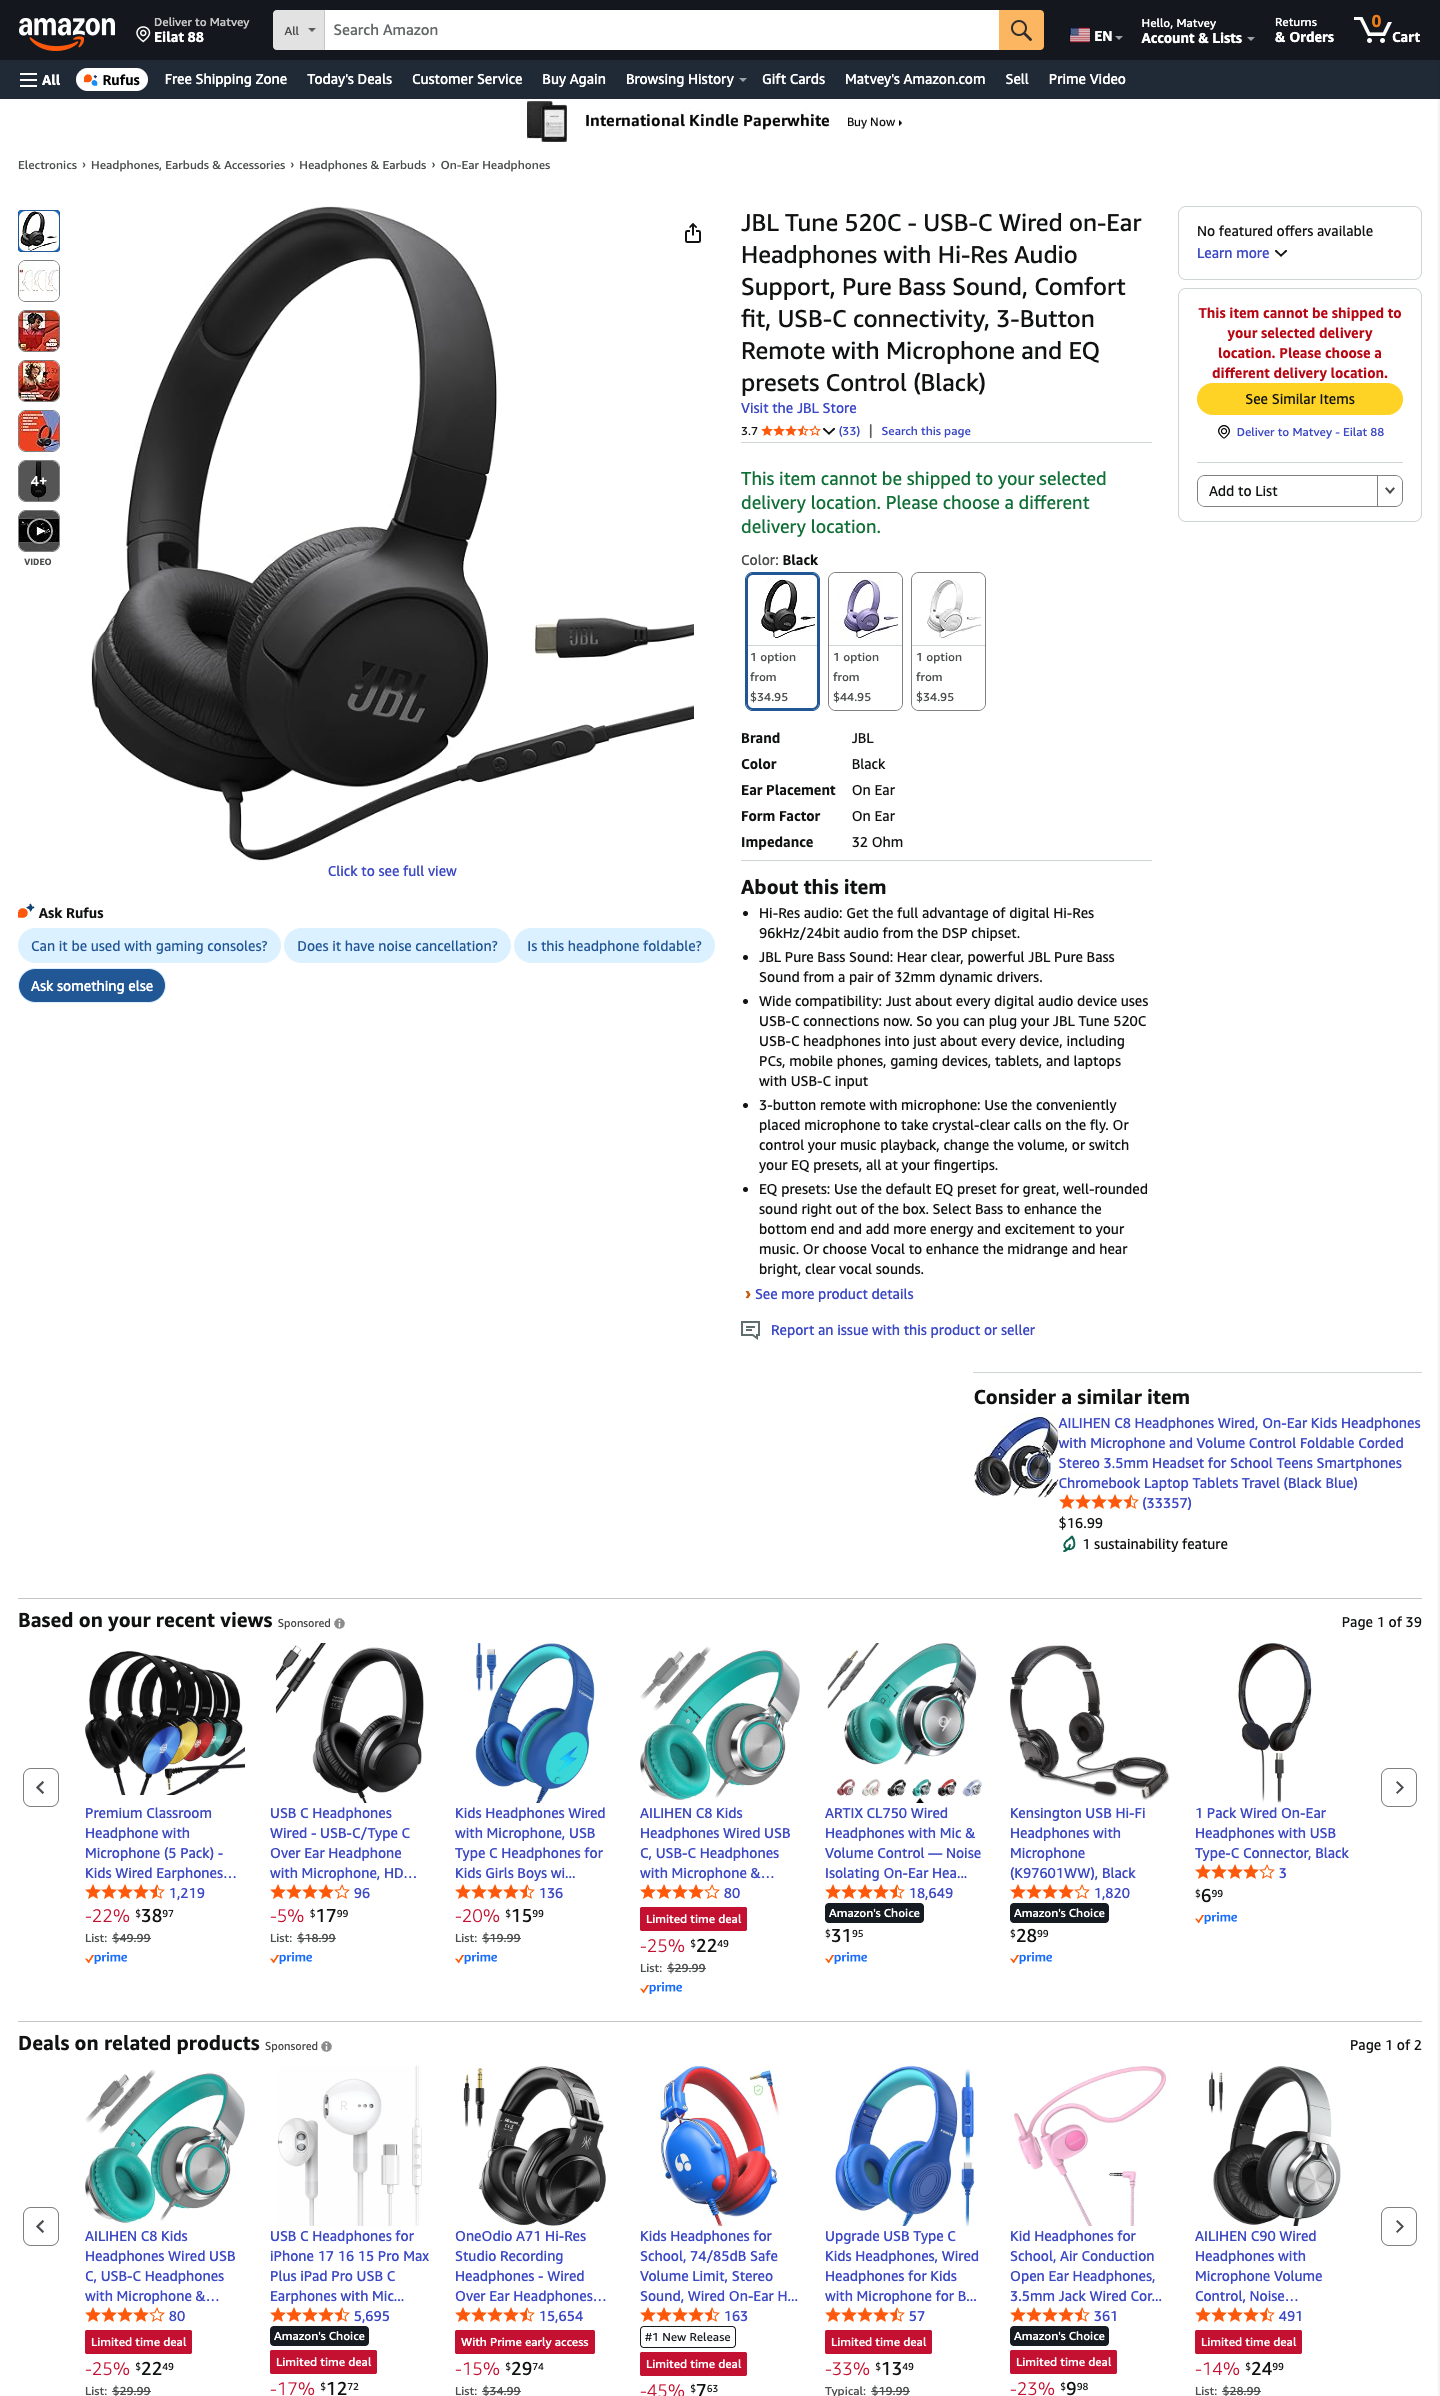 amazon
Deliver to Matvey
Eilat 88
All
Search Amazon
EN
Hello, Matvey
Account & Lists
Returns
& Orders
0
Cart
All
Rufus
Free Shipping Zone
Today's Deals
Customer Service
Buy Again
Browsing History
Gift Cards
Matvey's Amazon.com
Sell
Prime Video
International Kindle Paperwhite
Buy Now
Electronics › Headphones, Earbuds & Accessories › Headphones & Earbuds › On-Ear Headphones
4+
VIDEO
JBL
JBL
Click to see full view
Ask Rufus
Can it be used with gaming consoles?
Does it have noise cancellation?
Is this headphone foldable?
Ask something else
JBL Tune 520C - USB-C Wired on-Ear
Headphones with Hi-Res Audio
Support, Pure Bass Sound, Comfort
fit, USB-C connectivity, 3-Button
Remote with Microphone and EQ
presets Control (Black)
Visit the JBL Store
3.7 (33) | Search this page
This item cannot be shipped to your selected
delivery location. Please choose a different
delivery location.
Color: Black
1 option
from
$34.95
1 option
from
$44.95
1 option
from
$34.95
Brand JBL
Color Black
Ear Placement On Ear
Form Factor On Ear
Impedance 32 Ohm
About this item
• Hi-Res audio: Get the full advantage of digital Hi-Res
96kHz/24bit audio from the DSP chipset.
• JBL Pure Bass Sound: Hear clear, powerful JBL Pure Bass
Sound from a pair of 32mm dynamic drivers.
• Wide compatibility: Just about every digital audio device uses
USB-C connections now. So you can plug your JBL Tune 520C
USB-C headphones into just about every device, including
PCs, mobile phones, gaming devices, tablets, and laptops
with USB-C input
• 3-button remote with microphone: Use the conveniently
placed microphone to take crystal-clear calls on the fly. Or
control your music playback, change the volume, or switch
your EQ presets, all at your fingertips.
• EQ presets: Use the default EQ preset for great, well-rounded
sound right out of the box. Select Bass to enhance the
bottom end and add more energy and excitement to your
music. Or choose Vocal to enhance the midrange and hear
bright, clear vocal sounds.
› See more product details
Report an issue with this product or seller
No featured offers available
Learn more
This item cannot be shipped to
your selected delivery
location. Please choose a
different delivery location.
See Similar Items
Deliver to Matvey - Eilat 88
Add to List
Consider a similar item
AILIHEN C8 Headphones Wired, On-Ear Kids Headphones
with Microphone and Volume Control Foldable Corded
Stereo 3.5mm Headset for School Teens Smartphones
Chromebook Laptop Tablets Travel (Black Blue)
(33357)
$16.99
1 sustainability feature
Based on your recent views Sponsored
Page 1 of 39
Premium Classroom
Headphone with
Microphone (5 Pack) -
Kids Wired Earphones…
1,219
-22% $38 97
List: $49.99
prime
USB C Headphones
Wired - USB-C/Type C
Over Ear Headphone
with Microphone, HD…
96
-5% $17 99
List: $18.99
prime
Kids Headphones Wired
with Microphone, USB
Type C Headphones for
Kids Girls Boys wi…
136
-20% $15 99
List: $19.99
prime
AILIHEN C8 Kids
Headphones Wired USB
C, USB-C Headphones
with Microphone &…
80
Limited time deal
-25% $22 49
List: $29.99
prime
ARTIX CL750 Wired
Headphones with Mic &
Volume Control — Noise
Isolating On-Ear Hea…
18,649
Amazon's Choice
$31 95
prime
Kensington USB Hi-Fi
Headphones with
Microphone
(K97601WW), Black
1,820
Amazon's Choice
$28 99
prime
1 Pack Wired On-Ear
Headphones with USB
Type-C Connector, Black
3
$6 99
prime
Deals on related products Sponsored
Page 1 of 2
AILIHEN C8 Kids
Headphones Wired USB
C, USB-C Headphones
with Microphone &…
80
Limited time deal
-25% $22 49
List: $29.99
R
USB C Headphones for
iPhone 17 16 15 Pro Max
Plus iPad Pro USB C
Earphones with Mic…
5,695
Amazon's Choice
Limited time deal
-17% $12 72
OneOdio A71 Hi-Res
Studio Recording
Headphones - Wired
Over Ear Headphones…
15,654
With Prime early access
-15% $29 74
List: $34.99
Kids Headphones for
School, 74/85dB Safe
Volume Limit, Stereo
Sound, Wired On-Ear H…
163
#1 New Release
Limited time deal
-45% $7 63
Upgrade USB Type C
Kids Headphones, Wired
Headphones for Kids
with Microphone for B…
57
Limited time deal
-33% $13 49
Typical: $19.99
Kid Headphones for
School, Air Conduction
Open Ear Headphones,
3.5mm Jack Wired Cor…
361
Amazon's Choice
Limited time deal
-23% $9 98
AILIHEN C90 Wired
Headphones with
Microphone Volume
Control, Noise…
491
Limited time deal
-14% $24 99
List: $28.99